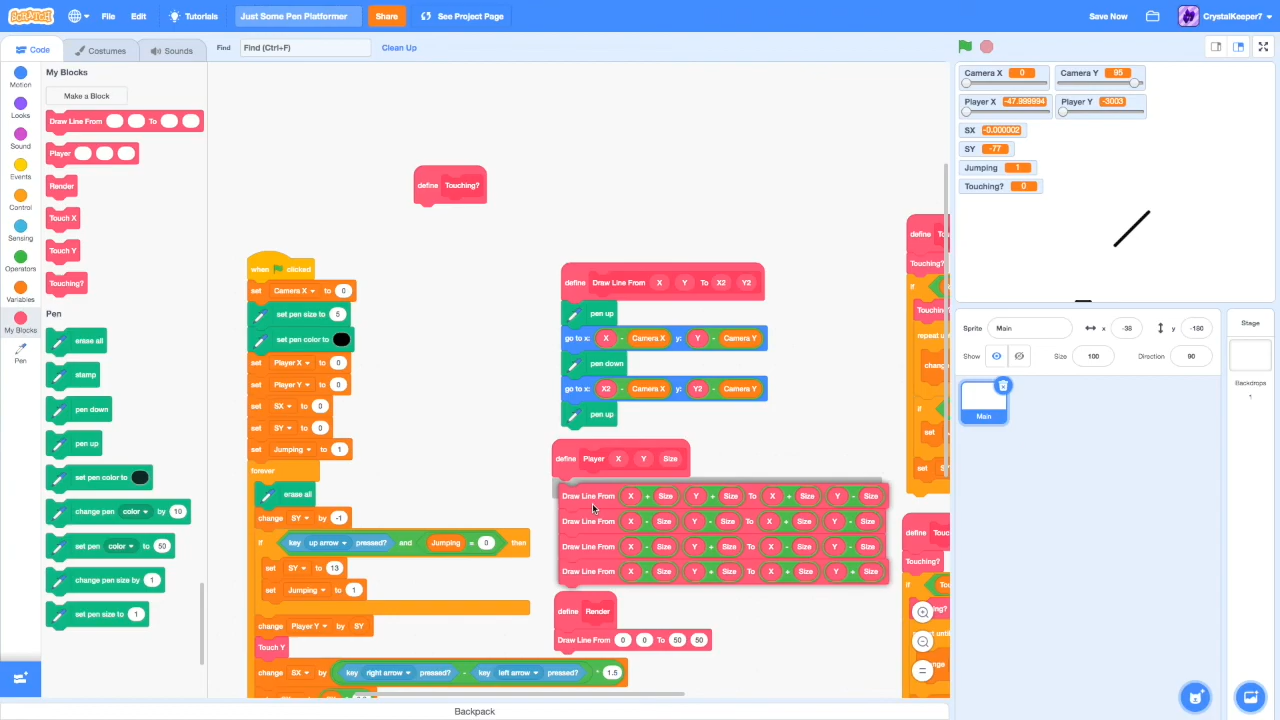 SCRATCH File Edit Tutorials Just Some Pen Platformer Share See Project Page Save Now CrystalKeeper7
Code Costumes Sounds Find Find (Ctrl+F) Clean Up
Motion
Looks
Sound
Events
Control
Sensing
Operators
Variables
My Blocks
Pen
My Blocks
Make a Block
Draw Line From To
Player
Render
Touch X
Touch Y
Touching?
Pen
erase all
stamp
pen down
pen up
set pen color to
change pen color by 10
set pen color to 50
change pen size by 1
set pen size to 1
define Touching?
when clicked
set Camera X to 0
set pen size to 5
set pen color to
set Player X to 0
set Player Y to 0
set SX to 0
set SY to 0
set Jumping to 1
forever
erase all
change SY by -1
if key up arrow pressed? and Jumping = 0 then
set SY to 13
set Jumping to 1
change Player Y by SY
Touch Y
change SX by key right arrow pressed? - key left arrow pressed? * 1.5
define Draw Line From X Y To X2 Y2
pen up
go to x: X - Camera X y: Y - Camera Y
pen down
go to x: X2 - Camera X y: Y2 - Camera Y
pen up
define Player X Y Size
Draw Line From X + Size Y + Size To X + Size Y - Size
Draw Line From X - Size Y - Size To X + Size Y - Size
Draw Line From X - Size Y + Size To X - Size Y - Size
Draw Line From X - Size Y + Size To X + Size Y + Size
define Render
Draw Line From 0 0 To 50 50
define
Touching?
if
repeat u
if
set
set
define
Touching?
if
Camera X 0 Camera Y 95
Player X -47.999994 Player Y -3003
SX -0.000002
SY -77
Jumping 1
Touching? 0
Sprite Main x -38 y -180
Show Size 100 Direction 90
Main
Stage
Backdrops
1
Backpack